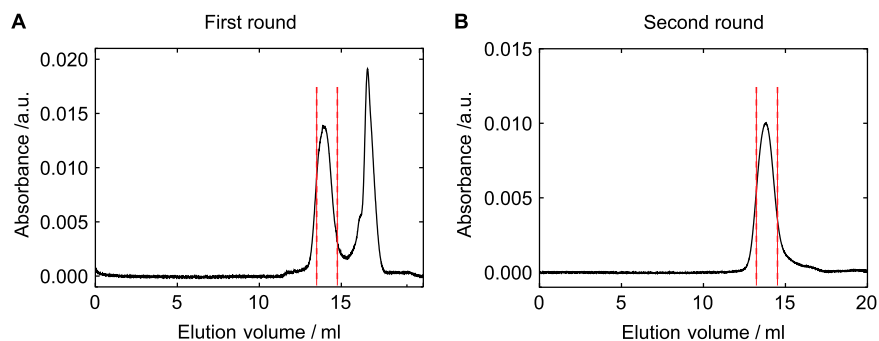 A
First round
Absorbance /a.u.
0.020
0.015
0.010
0.005
0.000
0
5
10
15
Elution volume / ml
B
Second round
Absorbance /a.u.
0.015
0.010
0.005
0.000
0
5
10
15
20
Elution volume / ml